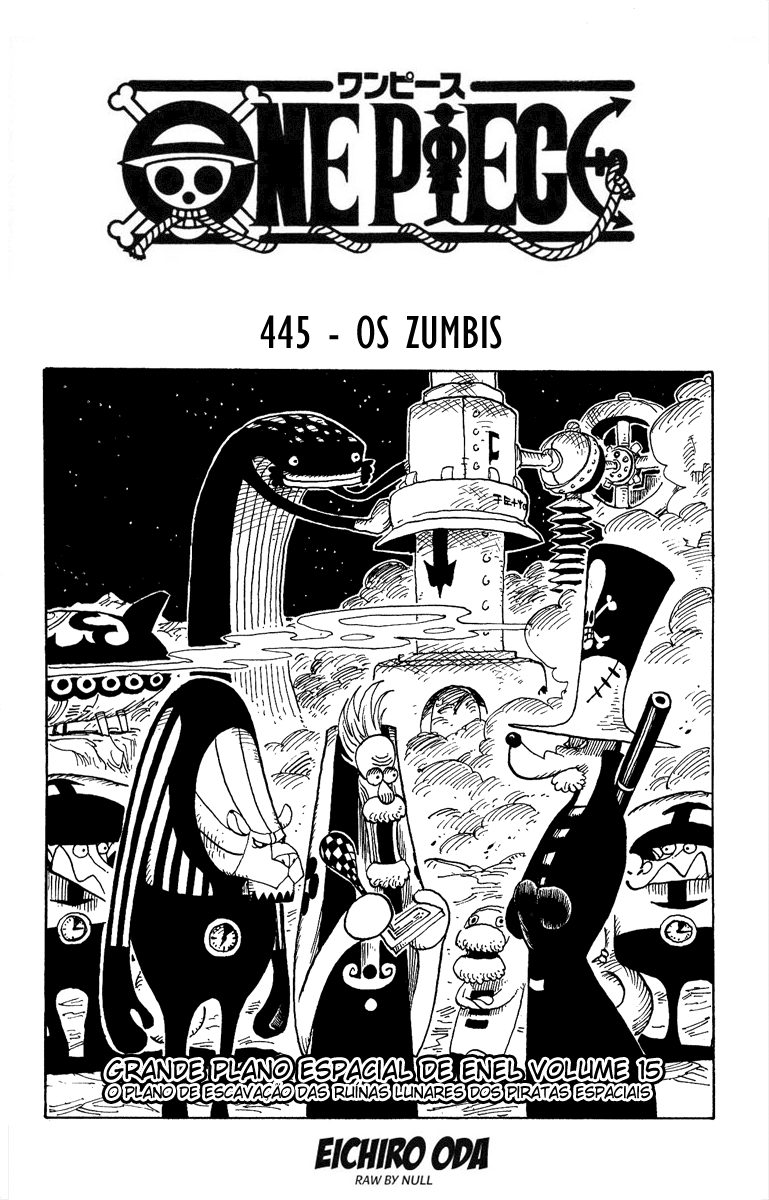 ワンピース
ONE PIECE
445 - OS ZUMBIS
GRANDE PLANO ESPACIAL DE ENEL VOLUME 15
O PLANO DE ESCAVAÇÃO DAS RUÍNAS LUNARES DOS PIRATAS ESPACIAIS
EICHIRO ODA
RAW BY NULL